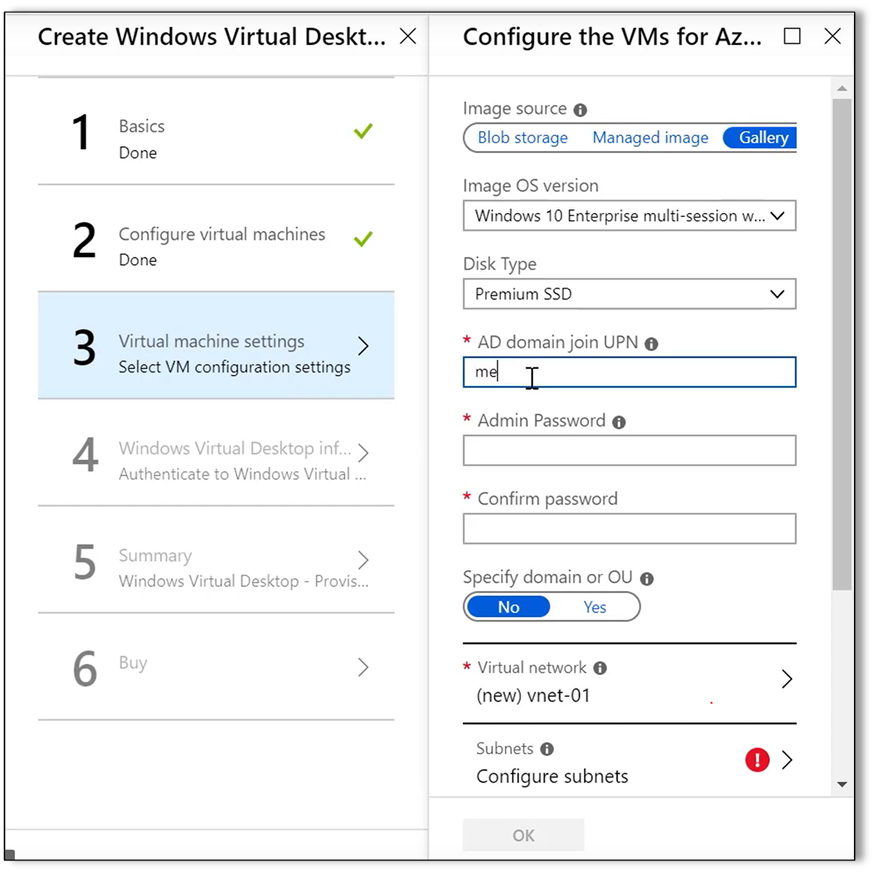 Create Windows Virtual Deskt...
1
Basics
Done
2
Configure virtual machines
Done
3
Virtual machine settings
Select VM configuration settings
4
Windows Virtual Desktop inf...
Authenticate to Windows Virtual ...
5
Summary
Windows Virtual Desktop - Provis...
6
Buy
Configure the VMs for Az...
Image source
Blob storage Managed image Gallery
Image OS version
Windows 10 Enterprise multi-session w...
Disk Type
Premium SSD
* AD domain join UPN
me
* Admin Password
* Confirm password
Specify domain or OU
No Yes
* Virtual network
(new) vnet-01
Subnets
Configure subnets
OK